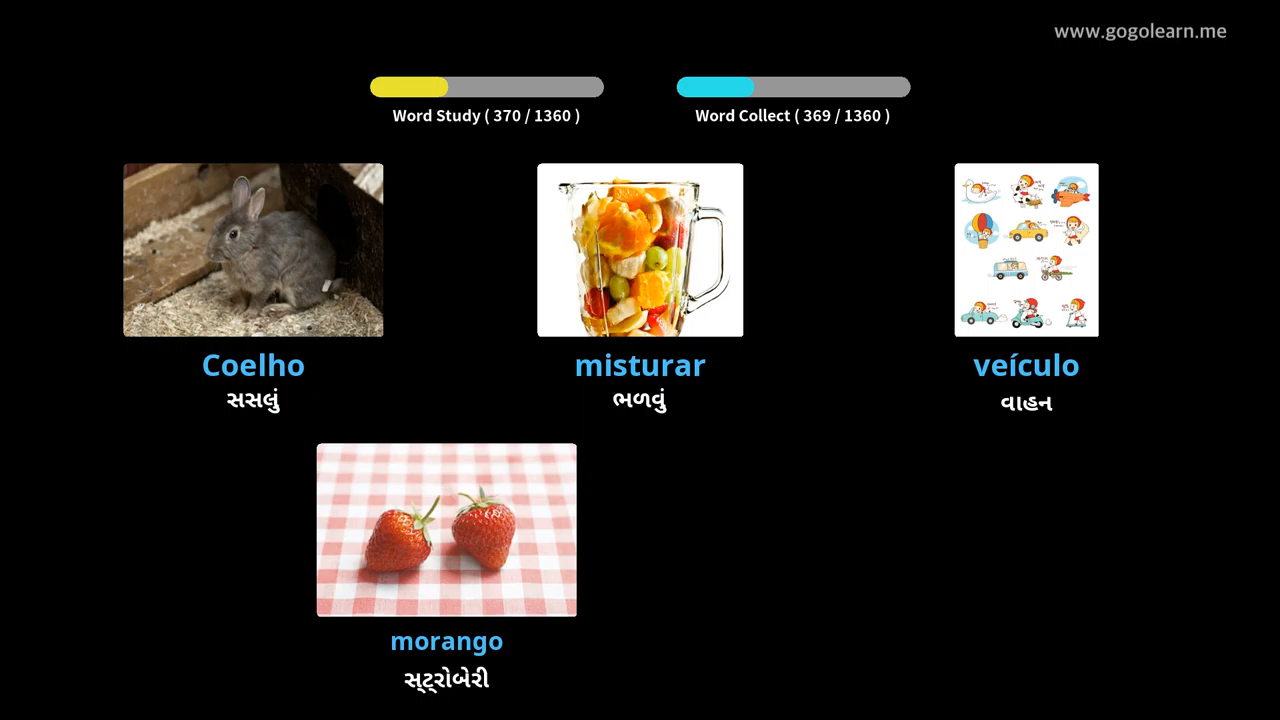 www.gogolearn.me
Word Study ( 370 / 1360 )
Word Collect ( 369 / 1360 )
Coelho
સસલું
misturar
ભળવું
veículo
વાહન
morango
સ્ટ્રોબેરી